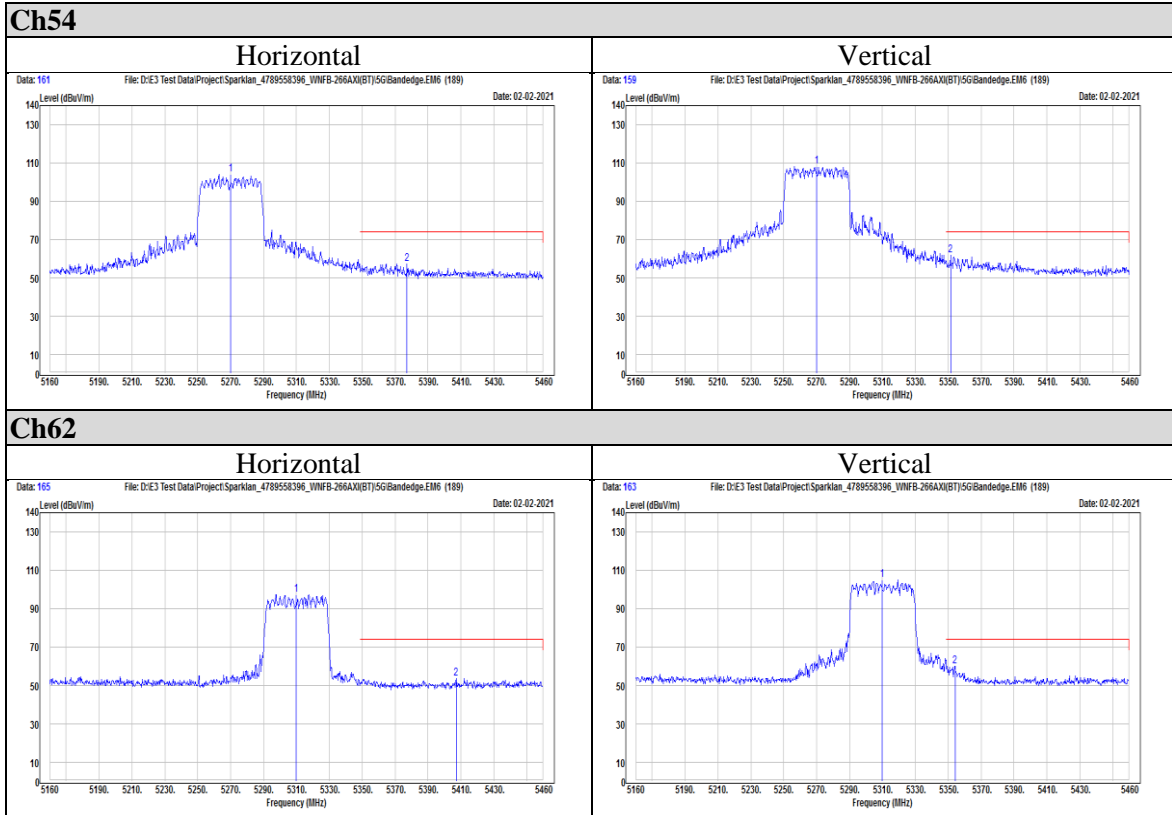 Ch54
Horizontal Vertical
Data: 161 File: D:\E3 Test Data\Project\Sparklan_4789558396_WNFB-266AXI(BT)\5G\Bandedge.EM6 (189)
Level (dBuV/m) Date: 02-02-2021
140
130
110
90
70
50
30
10
0
1
2
5160 5190. 5210. 5230. 5250. 5270. 5290. 5310. 5330. 5350. 5370. 5390. 5410. 5430. 5460
Frequency (MHz)
Data: 159 File: D:\E3 Test Data\Project\Sparklan_4789558396_WNFB-266AXI(BT)\5G\Bandedge.EM6 (189)
Level (dBuV/m) Date: 02-02-2021
140
130
110
90
70
50
30
10
0
1
2
5160 5190. 5210. 5230. 5250. 5270. 5290. 5310. 5330. 5350. 5370. 5390. 5410. 5430. 5460
Frequency (MHz)
Ch62
Horizontal Vertical
Data: 165 File: D:\E3 Test Data\Project\Sparklan_4789558396_WNFB-266AXI(BT)\5G\Bandedge.EM6 (189)
Level (dBuV/m) Date: 02-02-2021
140
130
110
90
70
50
30
10
0
1
2
5160 5190. 5210. 5230. 5250. 5270. 5290. 5310. 5330. 5350. 5370. 5390. 5410. 5430. 5460
Frequency (MHz)
Data: 163 File: D:\E3 Test Data\Project\Sparklan_4789558396_WNFB-266AXI(BT)\5G\Bandedge.EM6 (189)
Level (dBuV/m) Date: 02-02-2021
140
130
110
90
70
50
30
10
0
1
2
5160 5190. 5210. 5230. 5250. 5270. 5290. 5310. 5330. 5350. 5370. 5390. 5410. 5430. 5460
Frequency (MHz)